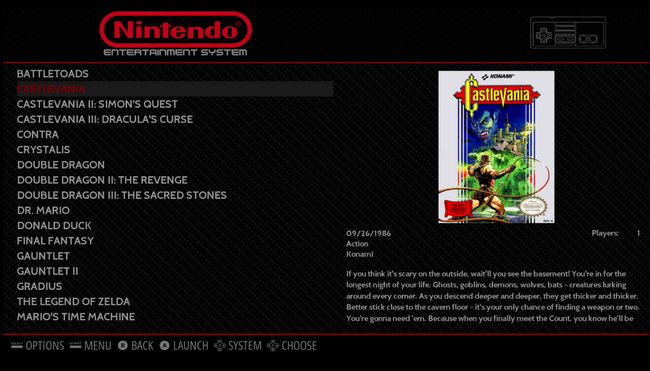 Nintendo
ENTERTAINMENT SYSTEM
BATTLETOADS
CASTLEVANIA
CASTLEVANIA II: SIMON'S QUEST
CASTLEVANIA III: DRACULA'S CURSE
CONTRA
CRYSTALIS
DOUBLE DRAGON
DOUBLE DRAGON II: THE REVENGE
DOUBLE DRAGON III: THE SACRED STONES
DR. MARIO
DONALD DUCK
FINAL FANTASY
GAUNTLET
GAUNTLET II
GRADIUS
THE LEGEND OF ZELDA
MARIO'S TIME MACHINE
KONAMI
Castlevania
09/26/1986 Players: 1
Action
Konami
If you think it's scary on the outside, wait'll you see the basement! You're in for the
longest night of your life. Ghosts, goblins, demons, wolves, bats - creatures lurking
around every corner. As you descend deeper and deeper, they get thicker and thicker.
Better stick close to the cavern floor - it's your only chance of finding a weapon or two.
You're gonna need 'em. Because when you finally meet the Count, you know he'll be
SELECT OPTIONS START MENU B BACK A LAUNCH SYSTEM CHOOSE